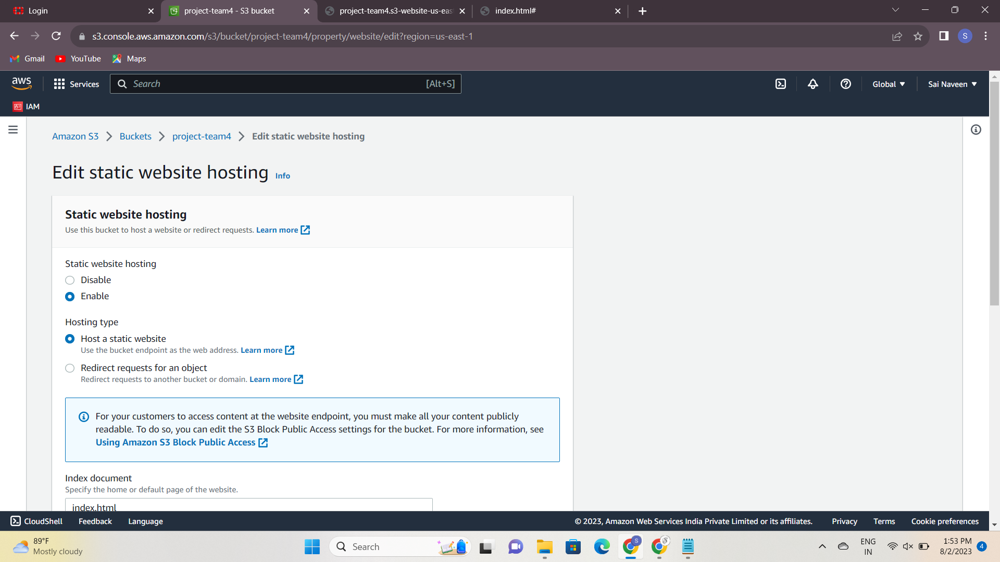 Login
project-team4 - S3 bucket
project-team4.s3-website-us-eas
index.html#
s3.console.aws.amazon.com/s3/bucket/project-team4/property/website/edit?region=us-east-1
S
Gmail
YouTube
Maps
aws
Services
Search
[Alt+S]
Global
Sai Naveen
IAM
Amazon S3
Buckets
project-team4
Edit static website hosting
Edit static website hosting Info
Static website hosting
Use this bucket to host a website or redirect requests. Learn more
Static website hosting
Disable
Enable
Hosting type
Host a static website
Use the bucket endpoint as the web address. Learn more
Redirect requests for an object
Redirect requests to another bucket or domain. Learn more
For your customers to access content at the website endpoint, you must make all your content publicly
readable. To do so, you can edit the S3 Block Public Access settings for the bucket. For more information, see
Using Amazon S3 Block Public Access
Index document
Specify the home or default page of the website.
index.html
CloudShell
Feedback
Language
© 2023, Amazon Web Services India Private Limited or its affiliates.
Privacy
Terms
Cookie preferences
89°F
Mostly cloudy
Search
S
ENG
IN
1:53 PM
8/2/2023
4